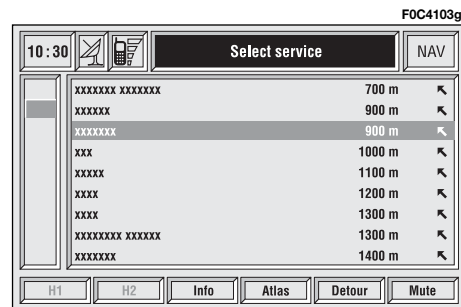 F0C4103g
10:30 Select service NAV
xxxxxxx xxxxxxx 700 m
xxxxxx 900 m
xxxxxxx 900 m
xxx 1000 m
xxxxx 1100 m
xxxx 1200 m
xxxx 1300 m
xxxxxxxx xxxxxx 1300 m
xxxxxxx 1400 m
H1 H2 Info Atlas Detour Mute